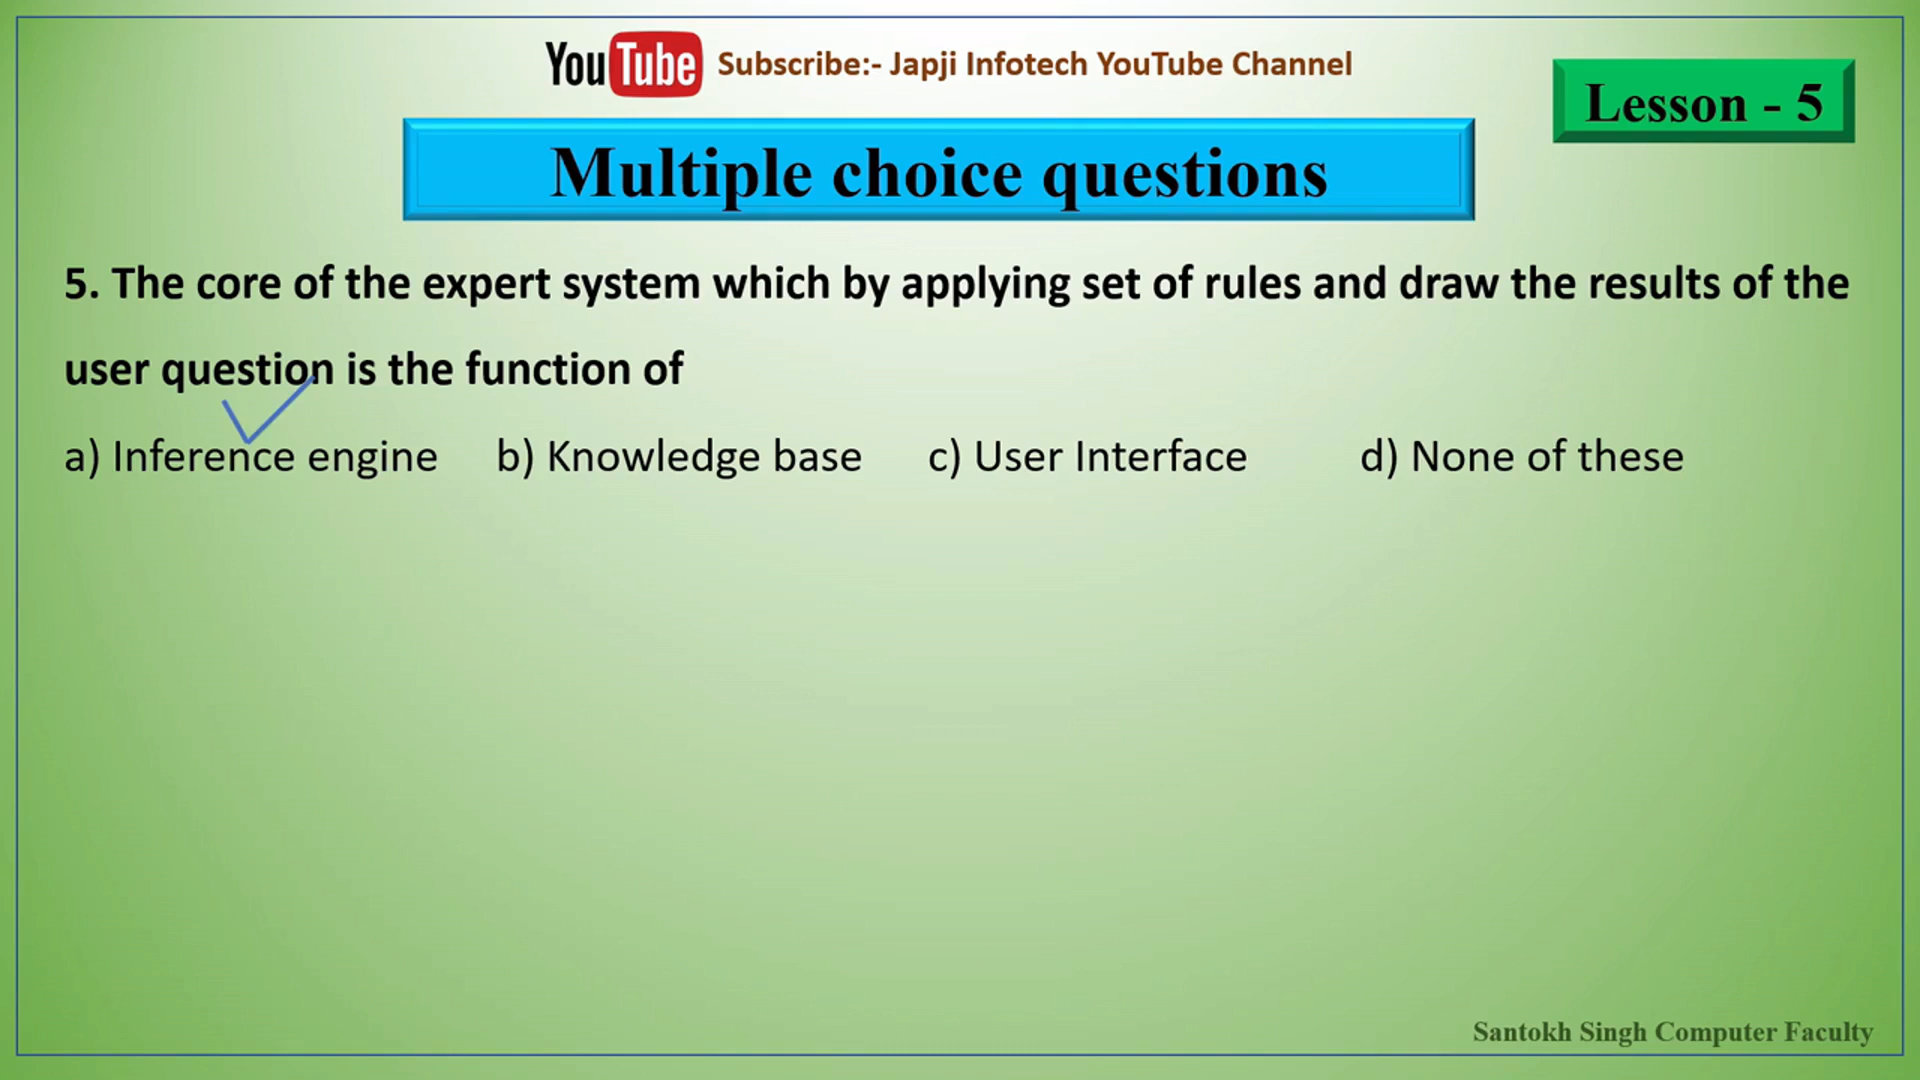 YouTube Subscribe:- Japji Infotech YouTube Channel
Lesson - 5
Multiple choice questions
5. The core of the expert system which by applying set of rules and draw the results of the
user question is the function of
a) Inference engine b) Knowledge base c) User Interface d) None of these
Santokh Singh Computer Faculty